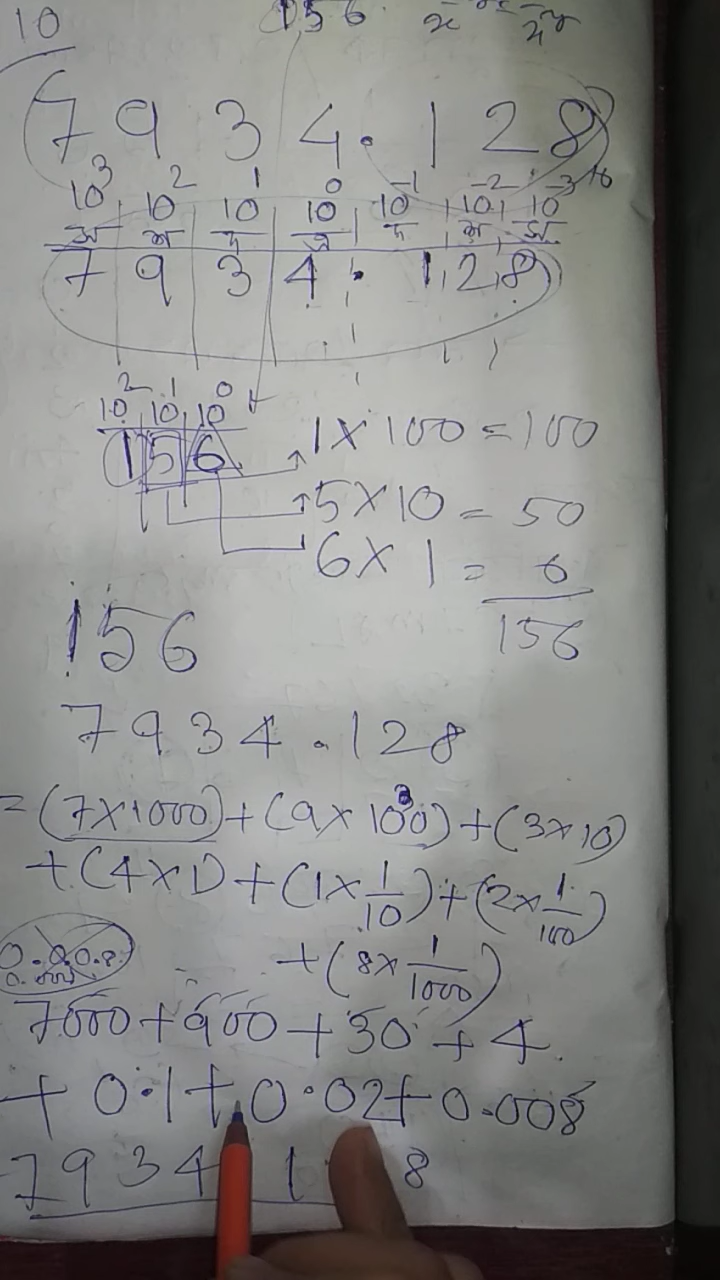 10
156
7934.128
10³ 10² 10¹ 10⁰ 10⁻¹ 10⁻² 10⁻³
7 9 3 4 . 1 2 8
10² 10¹ 10⁰
156
1 × 100 = 100
5 × 10 = 50
6 × 1 = 6
156
156
7934.128
= (7×1000) + (9×100) + (3×10)
+ (4×1) + (1×1/10) + (2×1/100)
+ (8×1/1000)
7000 + 900 + 30 + 4
+ 0.1 + 0.02 + 0.008
7934 1 8